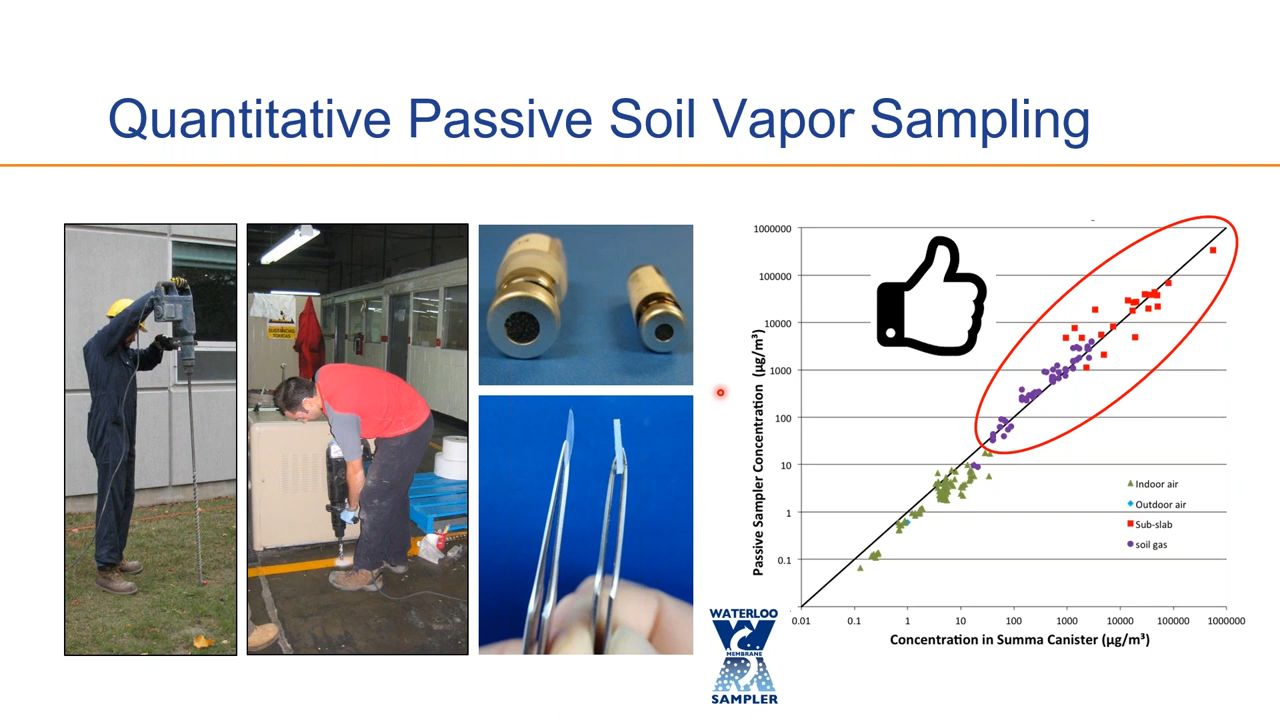 Quantitative Passive Soil Vapor Sampling
SUSTANCIAS
TOXICAS
1000000
100000
10000
1000
100
10
1
0.1
0.01
0.1
1
10
100
1000
10000
100000
1000000
Passive Sampler Concentration (µg/m³)
Concentration in Summa Canister (µg/m³)
Indoor air
Outdoor air
Sub-slab
soil gas
WATERLOO
MEMBRANE
SAMPLER